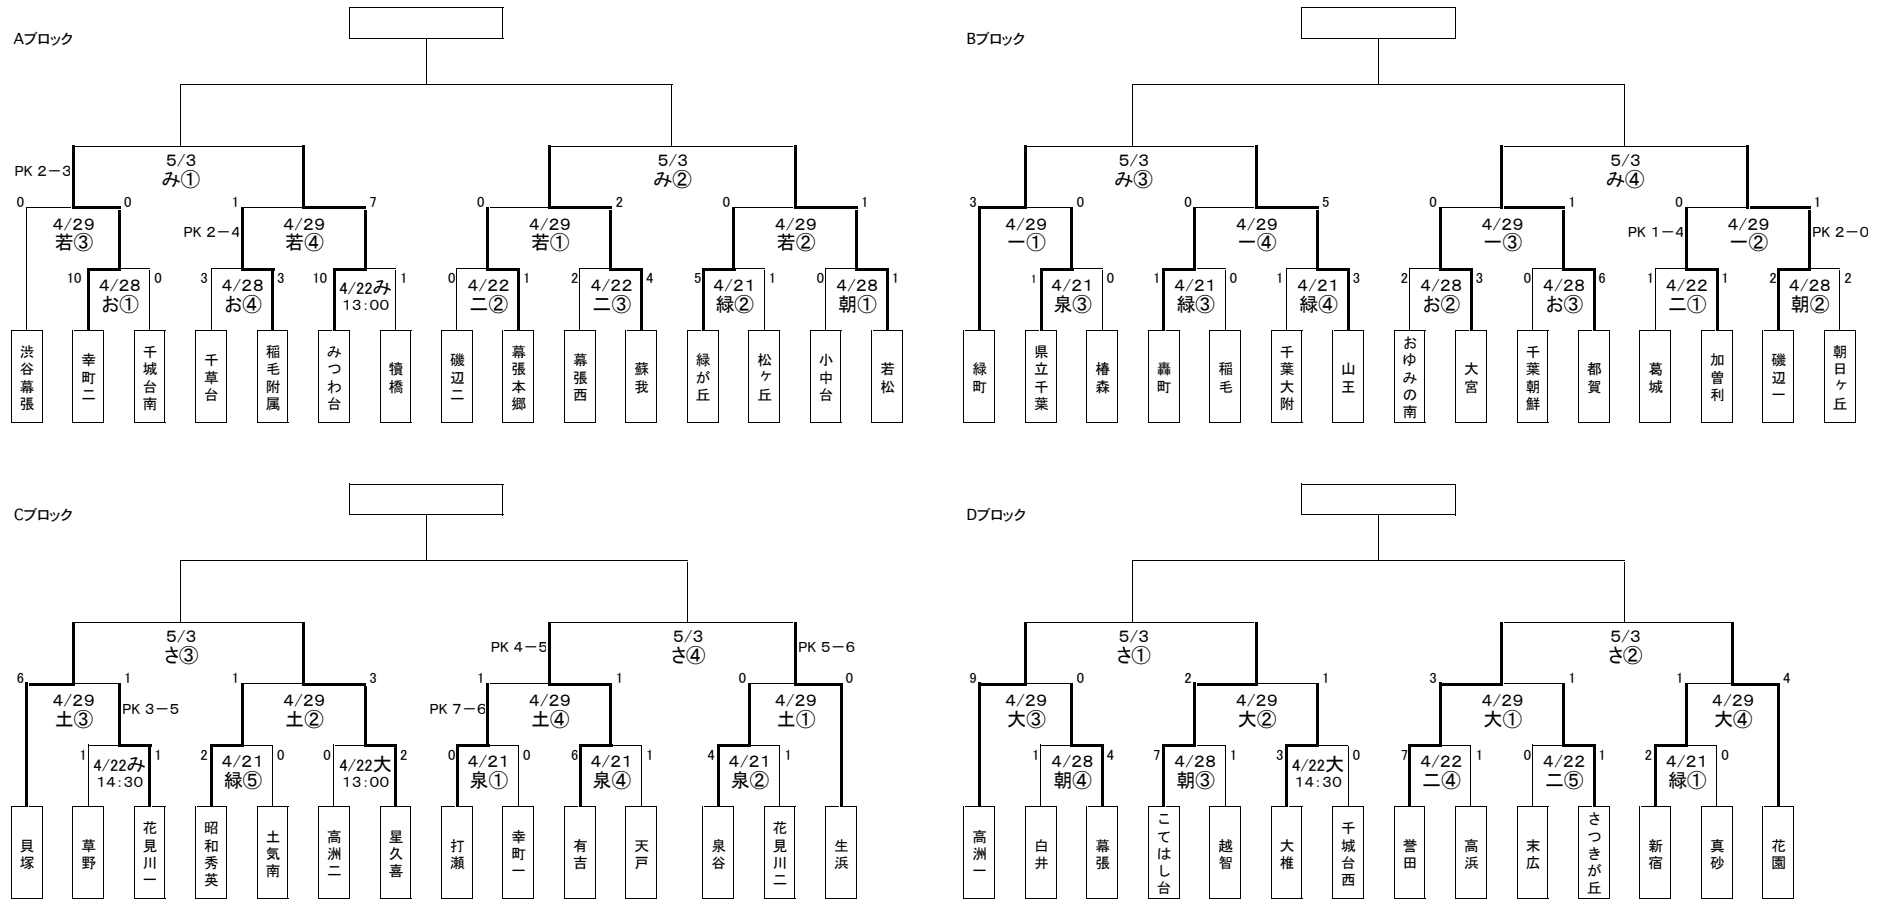 Aブロック
5/3
み①
5/3
み②
PK 2－3
0
0
1
7
0
2
0
1
4/29
若③
PK 2－4
4/29
若④
4/29
若①
4/29
若②
10
4/28
お①
0
3
4/28
お④
3
10
4/22み
13:00
1
0
4/22
二②
1
2
4/22
二③
4
5
4/21
緑②
1
0
4/28
朝①
1
渋谷幕張
幸町二
千城台南
千草台
稲毛附属
みつわ台
犢橋
磯辺二
幕張本郷
幕張西
蘇我
緑が丘
松ヶ丘
小中台
若松
Bブロック
5/3
み③
5/3
み④
3
0
0
5
0
1
0
1
4/29
一①
4/29
一④
4/29
一③
PK 1－4
4/29
一②
PK 2－0
1
4/21
泉③
0
1
4/21
緑③
0
1
4/21
緑④
3
2
4/28
お②
3
0
4/28
お③
6
1
4/22
二①
1
2
4/28
朝②
2
緑町
県立千葉
椿森
轟町
稲毛
千葉大附
山王
おゆみの南
大宮
千葉朝鮮
都賀
葛城
加曽利
磯辺一
朝日ヶ丘
Cブロック
5/3
さ③
PK 4－5
5/3
さ④
PK 5－6
6
1
1
3
1
1
0
0
4/29
土③
PK 3－5
4/29
土②
PK 7－6
4/29
土④
4/29
土①
1
4/22み
14:30
1
2
4/21
緑⑤
0
0
4/22大
13:00
2
0
4/21
泉①
0
6
4/21
泉④
1
4
4/21
泉②
1
貝塚
草野
花見川一
昭和秀英
土気南
高洲二
星久喜
打瀬
幸町一
有吉
天戸
泉谷
花見川二
生浜
Dブロック
5/3
さ①
5/3
さ②
9
0
2
1
3
1
1
4
4/29
大③
4/29
大②
4/29
大①
4/29
大④
1
4/28
朝④
4
7
4/28
朝③
1
3
4/22大
14:30
0
7
4/22
二④
1
0
4/22
二⑤
1
2
4/21
緑①
0
高洲一
白井
幕張
こてはし台
越智
大椎
千城台西
誉田
高浜
末広
さつきが丘
新宿
真砂
花園